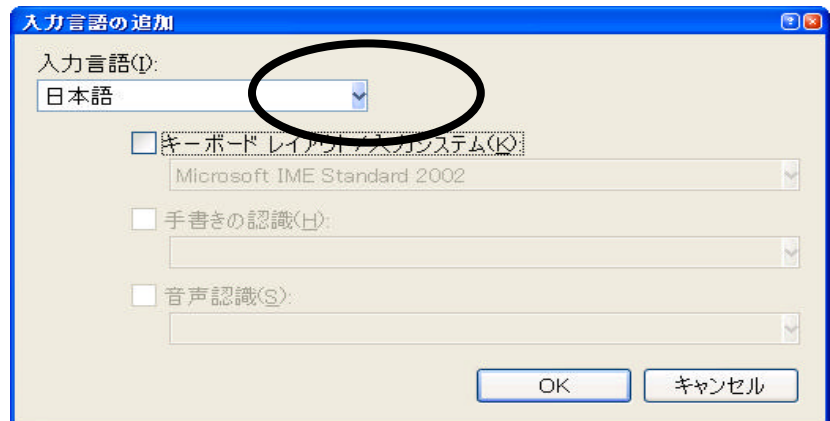 入力言語の追加
入力言語(I):
日本語
キーボード レイアウト/入力システム(K):
Microsoft IME Standard 2002
手書きの認識(H):
音声認識(S):
OK キャンセル